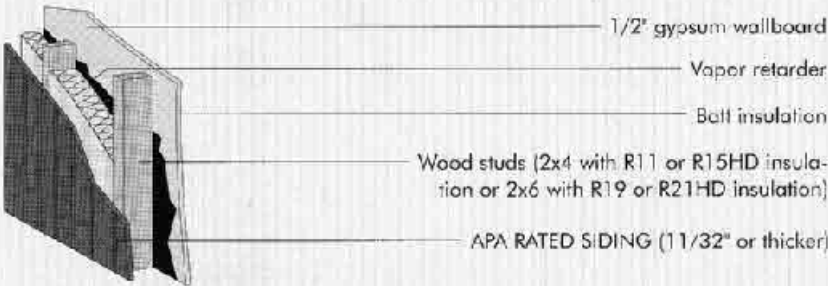 1/2" gypsum wallboard
Vapor retarder
Batt insulation
Wood studs (2x4 with R11 or R15HD insula-
tion or 2x6 with R19 or R21HD insulation)
APA RATED SIDING (11/32" or thicker)